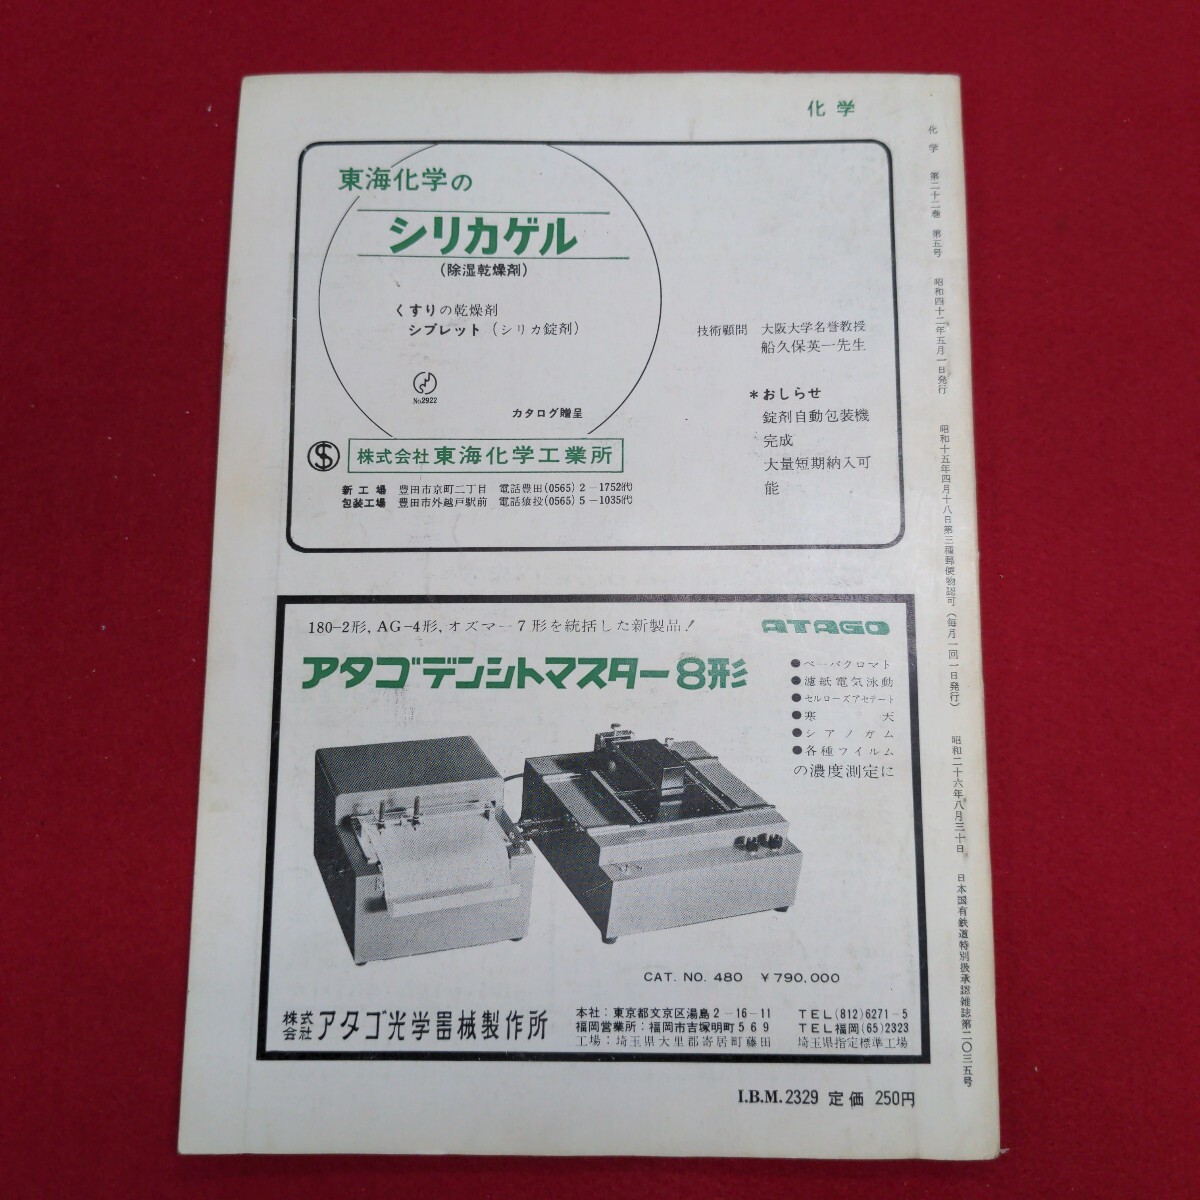 化学
東海化学の
シリカゲル
(除湿乾燥剤)
くすりの乾燥剤
シブレット (シリカ錠剤)
No.2922
カタログ贈呈
株式会社 東海化学工業所
新工場 豊田市京町二丁目 電話豊田(0565)2-1752代
包装工場 豊田市外越戸駅前 電話猿投(0565)5-1035代
技術顧問 大阪大学名誉教授
船久保英一先生
*おしらせ
錠剤自動包装機
完成
大量短期納入可
能
180-2形, AG-4形, オズマー7形を統括した新製品!
ATAGO
アタゴデンシトマスター8形
●ペーパクロマト
●濾紙電気泳動
●セルローズアセテート
●寒天
●シアノガム
●各種フイルム
の濃度測定に
CAT. NO. 480 ¥790,000
株式会社 アタゴ光学器械製作所
本社:東京都文京区湯島2-16-11 TEL(812)6271-5
福岡営業所:福岡市吉塚明町569 TEL福岡(65)2323
工場:埼玉県大里郡寄居町藤田 埼玉県指定標準工場
I.B.M.2329 定価 250円
化学 第二十二巻 第五号 昭和四十二年五月一日発行 昭和十五年四月十八日第三種郵便物認可(毎月一回一日発行) 昭和二十六年八月三十日 日本国有鉄道特別扱承認雑誌第二〇三五号